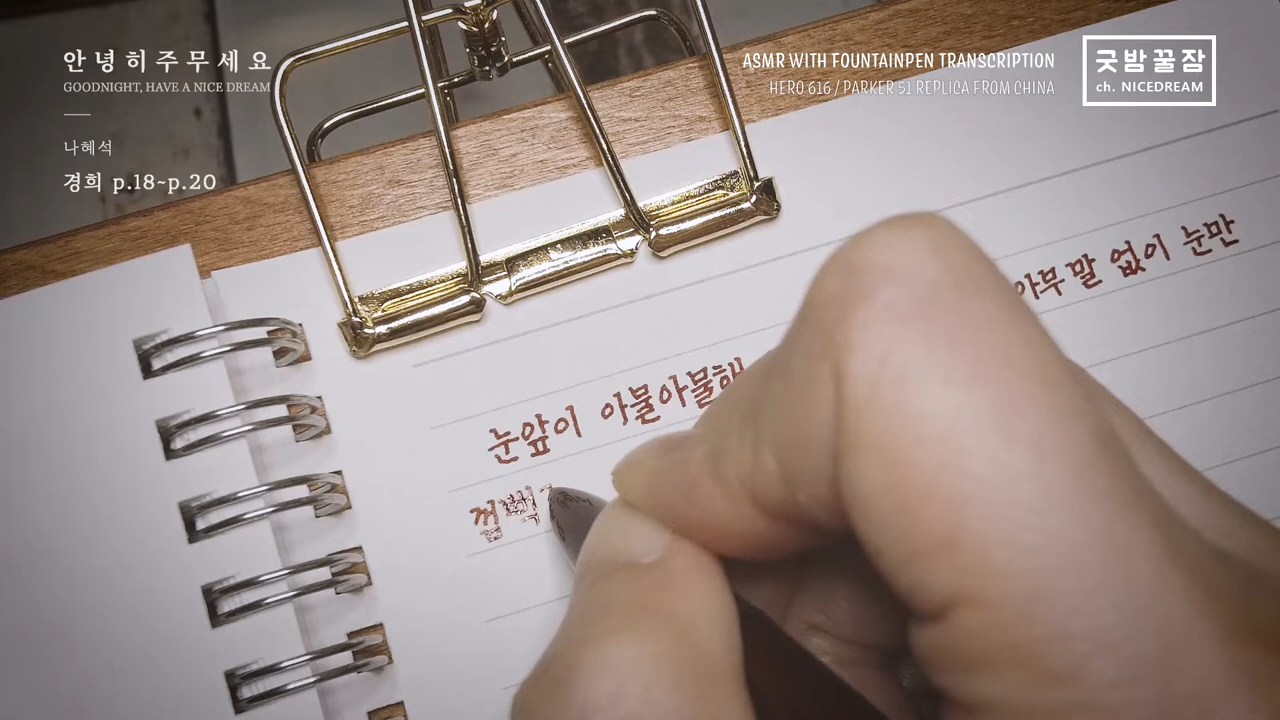 안녕히주무세요
GOODNIGHT, HAVE A NICE DREAM
나혜석
경희 p.18~p.20
ASMR WITH FOUNTAINPEN TRANSCRIPTION
HERO 616 / PARKER 51 REPLICA FROM CHINA
굿밤꿀잠
ch. NICEDREAM
눈앞이 아물아물해 아무 말 없이 눈만
껌벅